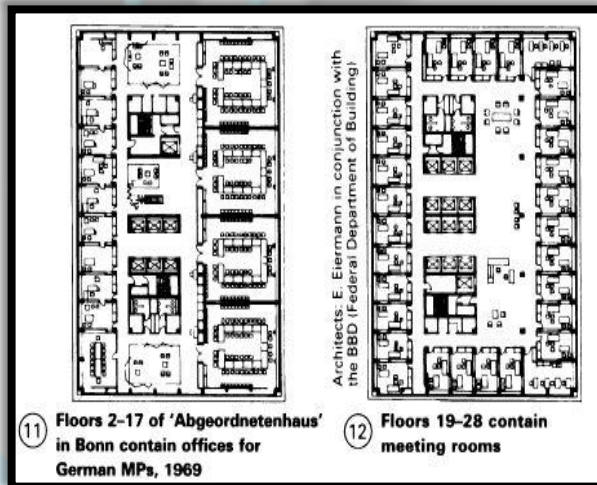 Architects: E. Eiermann in conjunction with
the BBD (Federal Department of Building)
11 Floors 2–17 of 'Abgeordnetenhaus'
in Bonn contain offices for
German MPs, 1969
12 Floors 19–28 contain
meeting rooms